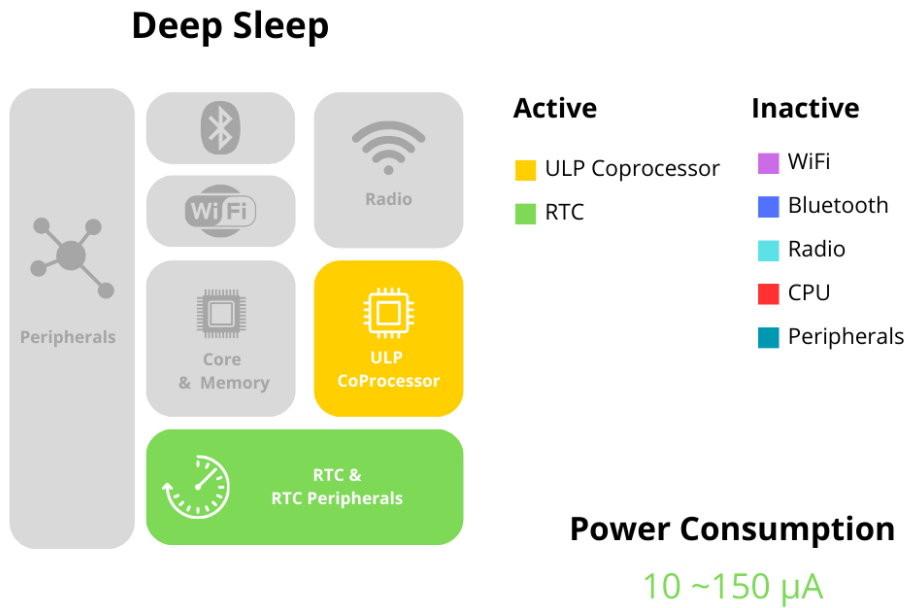 Deep Sleep
Peripherals
WiFi
Radio
Core
& Memory
ULP
CoProcessor
RTC &
RTC Peripherals
Active
ULP Coprocessor
RTC
Inactive
WiFi
Bluetooth
Radio
CPU
Peripherals
Power Consumption
10 ~150 µA